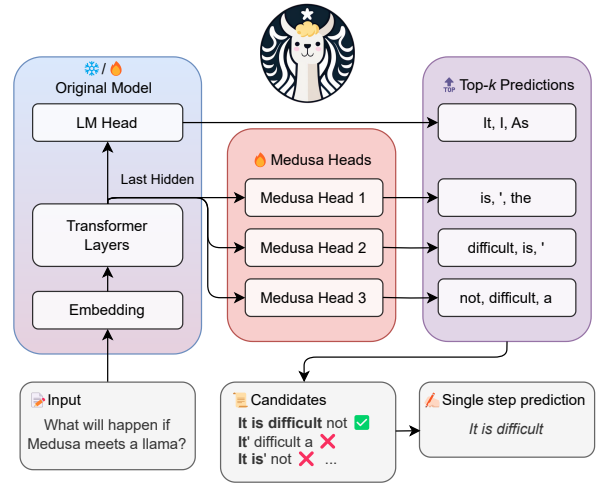 ❄️/🔥
Original Model
LM Head
Last Hidden
Transformer
Layers
Embedding
🔥 Medusa Heads
Medusa Head 1
Medusa Head 2
Medusa Head 3
TOP Top-k Predictions
It, I, As
is, ', the
difficult, is, '
not, difficult, a
Input
What will happen if
Medusa meets a llama?
Candidates
It is difficult not ✅
It' difficult a ❌
It is' not ❌ ...
Single step prediction
It is difficult